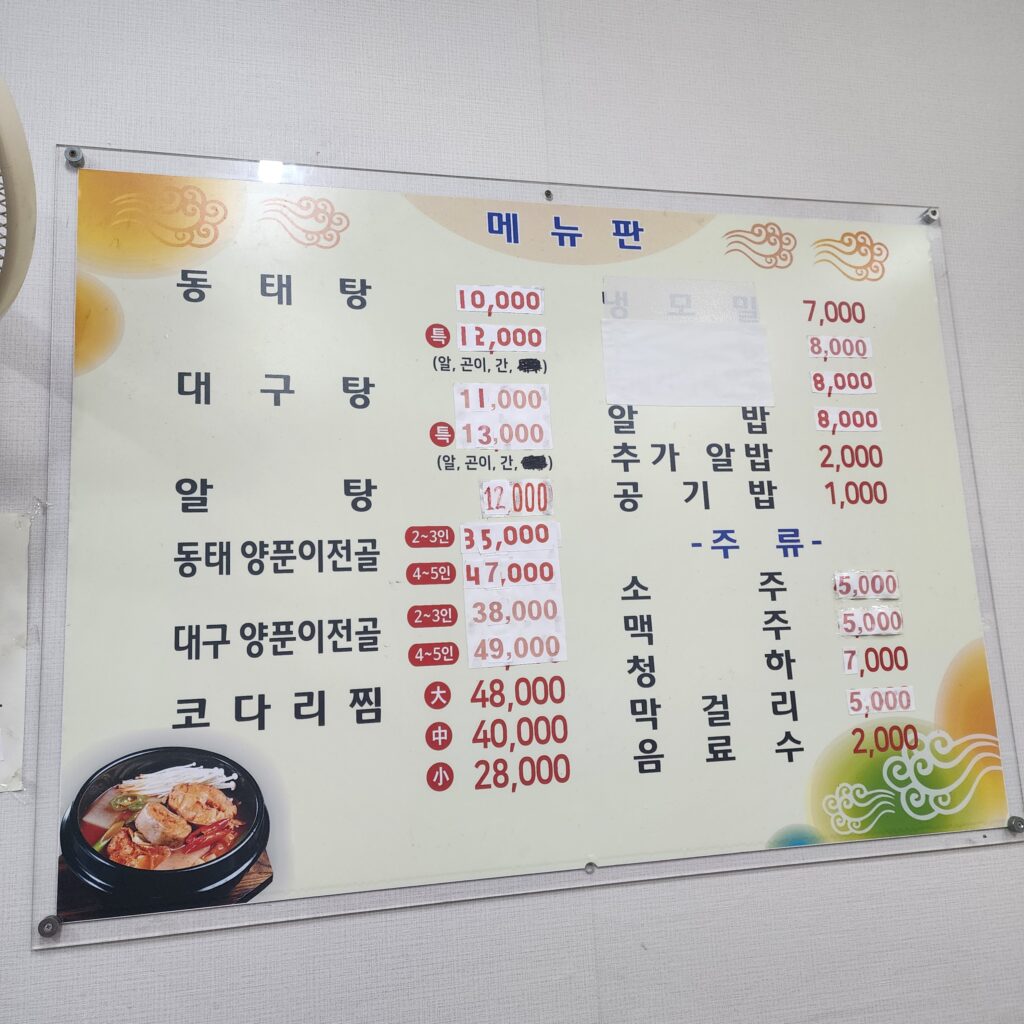 메뉴판
동태탕 10,000
특 12,000
(알, 곤이, 간, )
대구탕 11,000
특 13,000
(알, 곤이, 간, )
알탕 12,000
동태 양푼이전골 2~3인 35,000
4~5인 47,000
대구 양푼이전골 2~3인 38,000
4~5인 49,000
코다리찜 大 48,000
中 40,000
小 28,000
냉모밀 7,000
8,000
8,000
알밥 8,000
추가 알밥 2,000
공기밥 1,000
-주류-
소주 5,000
맥주 5,000
청하 7,000
막걸리 5,000
음료수 2,000